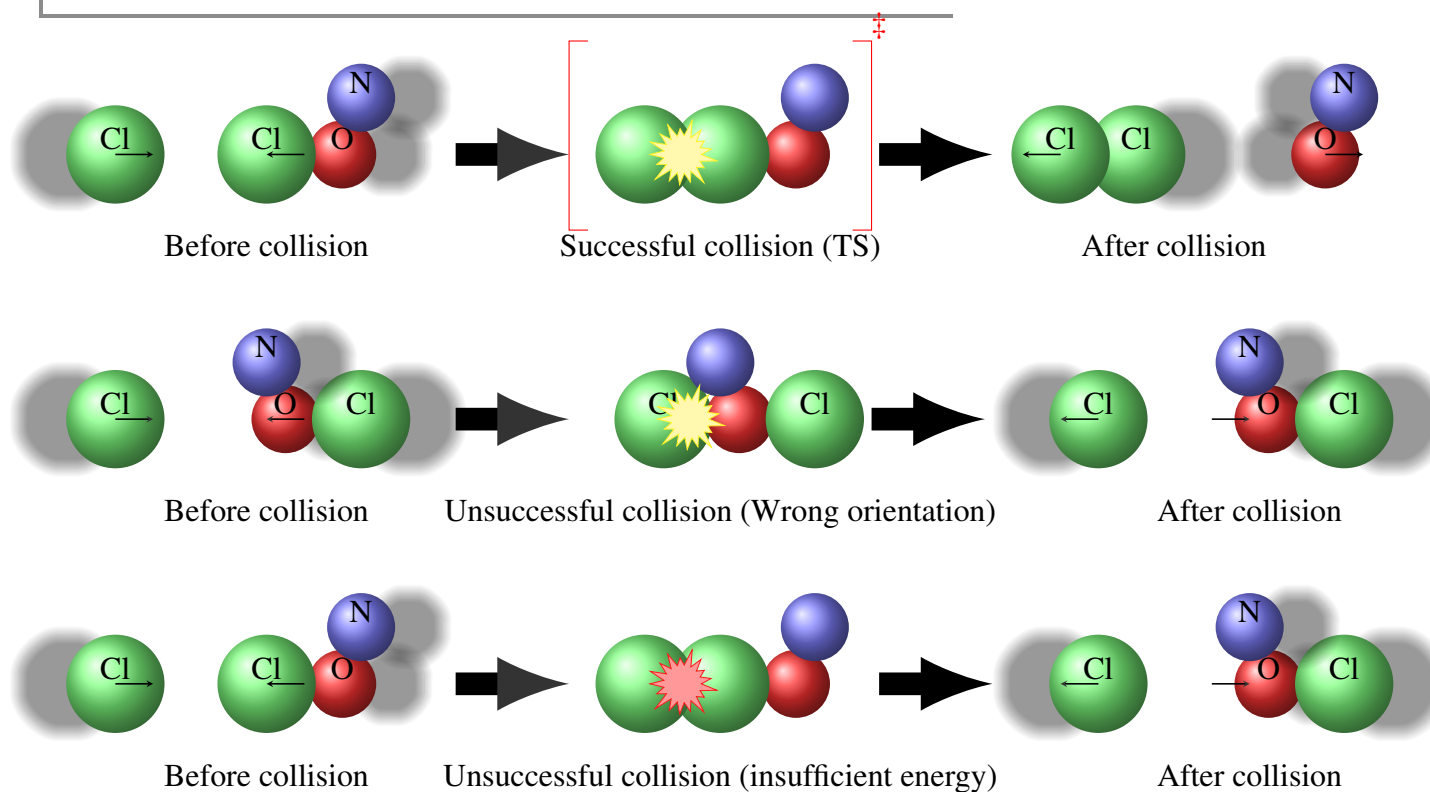 ‡
N
Cl Cl O Cl Cl O N
Before collision Successful collision (TS) After collision
N N
Cl O Cl Cl Cl Cl O Cl
Before collision Unsuccessful collision (Wrong orientation) After collision
N N
Cl Cl O Cl O Cl
Before collision Unsuccessful collision (insufficient energy) After collision